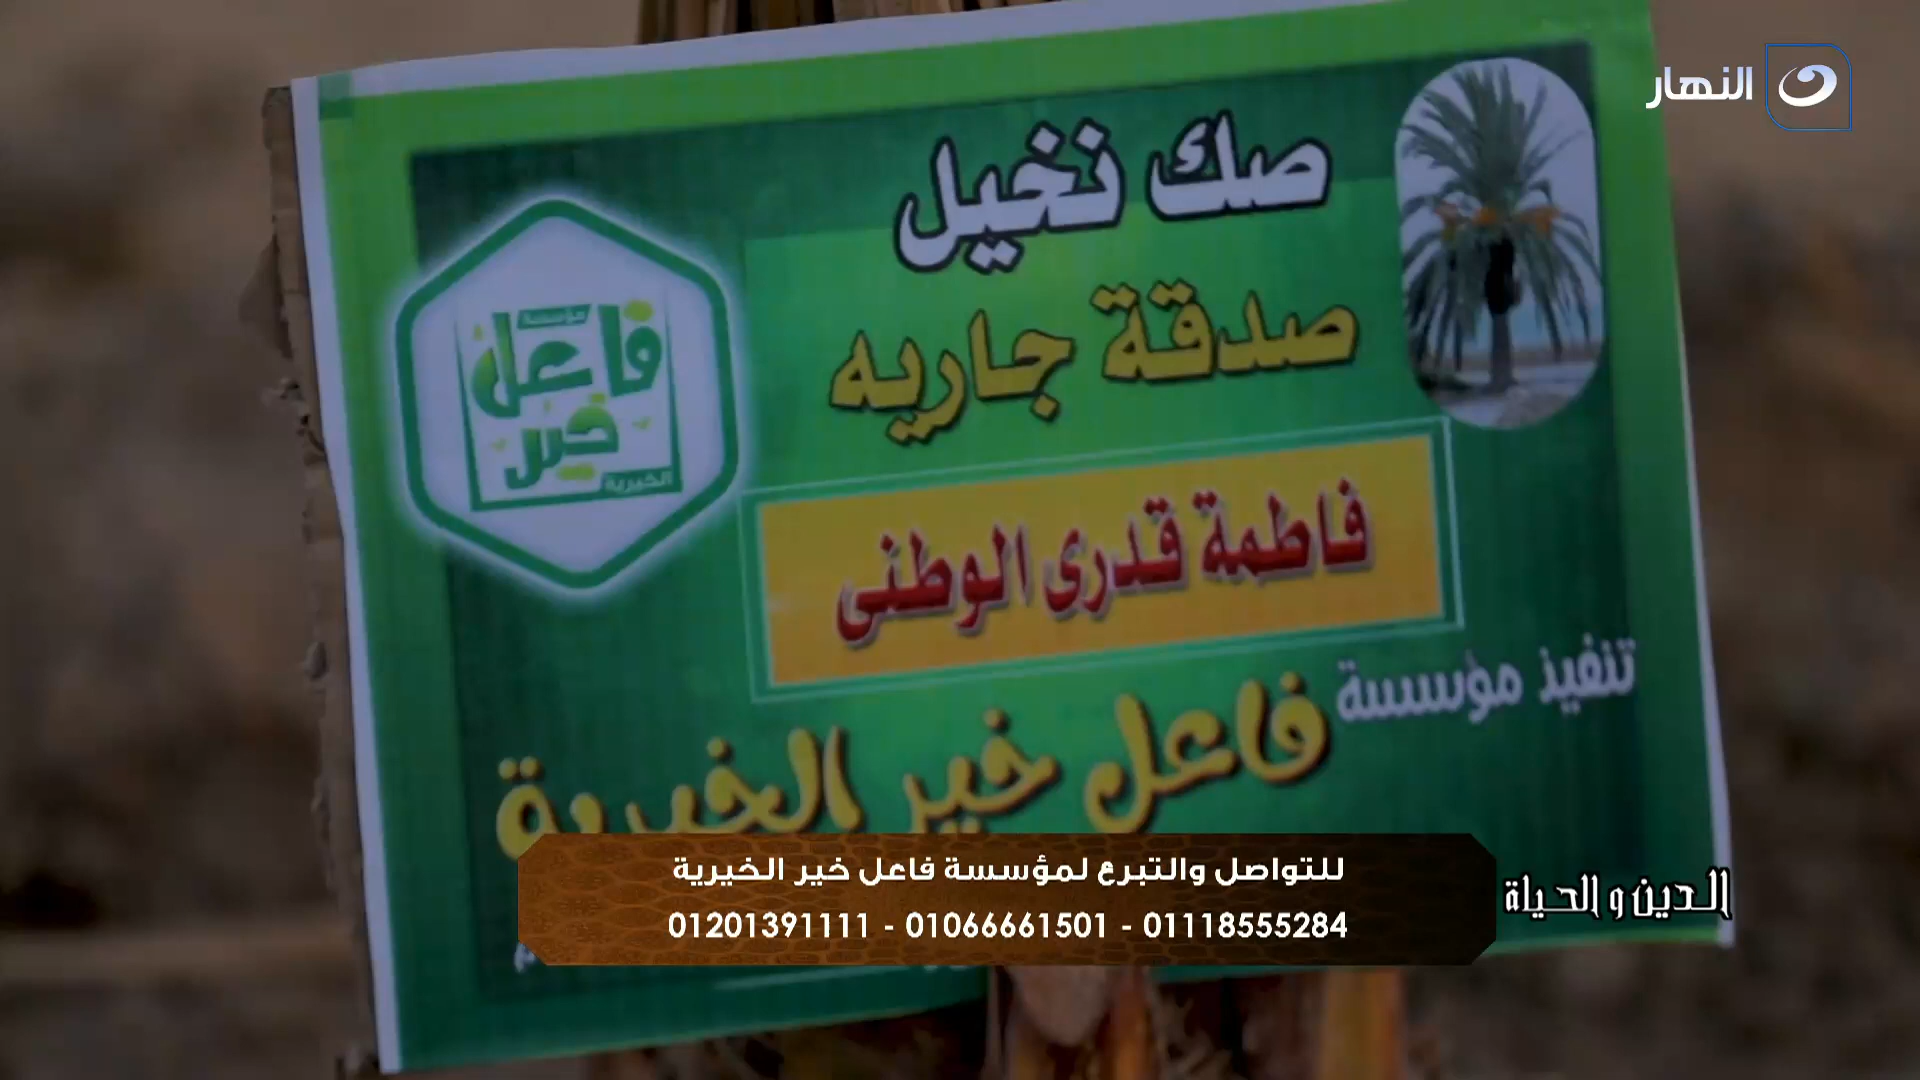 النهار
صك نخيل
صدقة جاريه
مؤسسة
فاعل
خير
الخيرية
فاطمة قدرى الوطنى
تنفيذ مؤسسة
فاعل خير الخيرية
للتواصل والتبرع لمؤسسة فاعل خير الخيرية
01201391111 - 01066661501 - 01118555284
الدين و الحياة